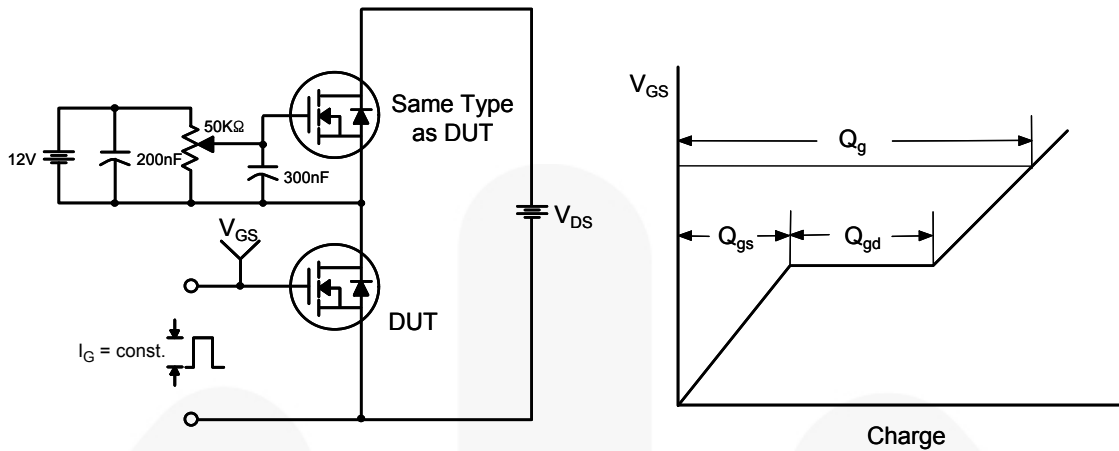 Same Type
as DUT
50KΩ
12V
200nF
300nF
V_GS
V_DS
DUT
I_G = const.
V_GS
Q_g
Q_gs
Q_gd
Charge